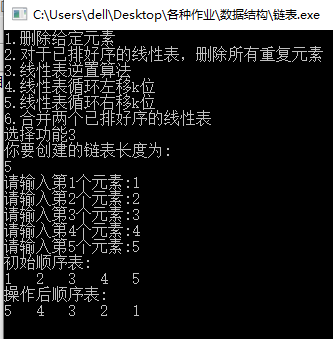 C:\Users\dell\Desktop\各种作业\数据结构\链表.exe
1.删除给定元素
2.对于已排好序的线性表，删除所有重复元素
3.线性表逆置算法
4.线性表循环左移k位
5.线性表循环右移k位
6.合并两个已排好序的线性表
选择功能3
你要创建的链表长度为:
5
请输入第1个元素:1
请输入第2个元素:2
请输入第3个元素:3
请输入第4个元素:4
请输入第5个元素:5
初始顺序表:
1 2 3 4 5
操作后顺序表:
5 4 3 2 1